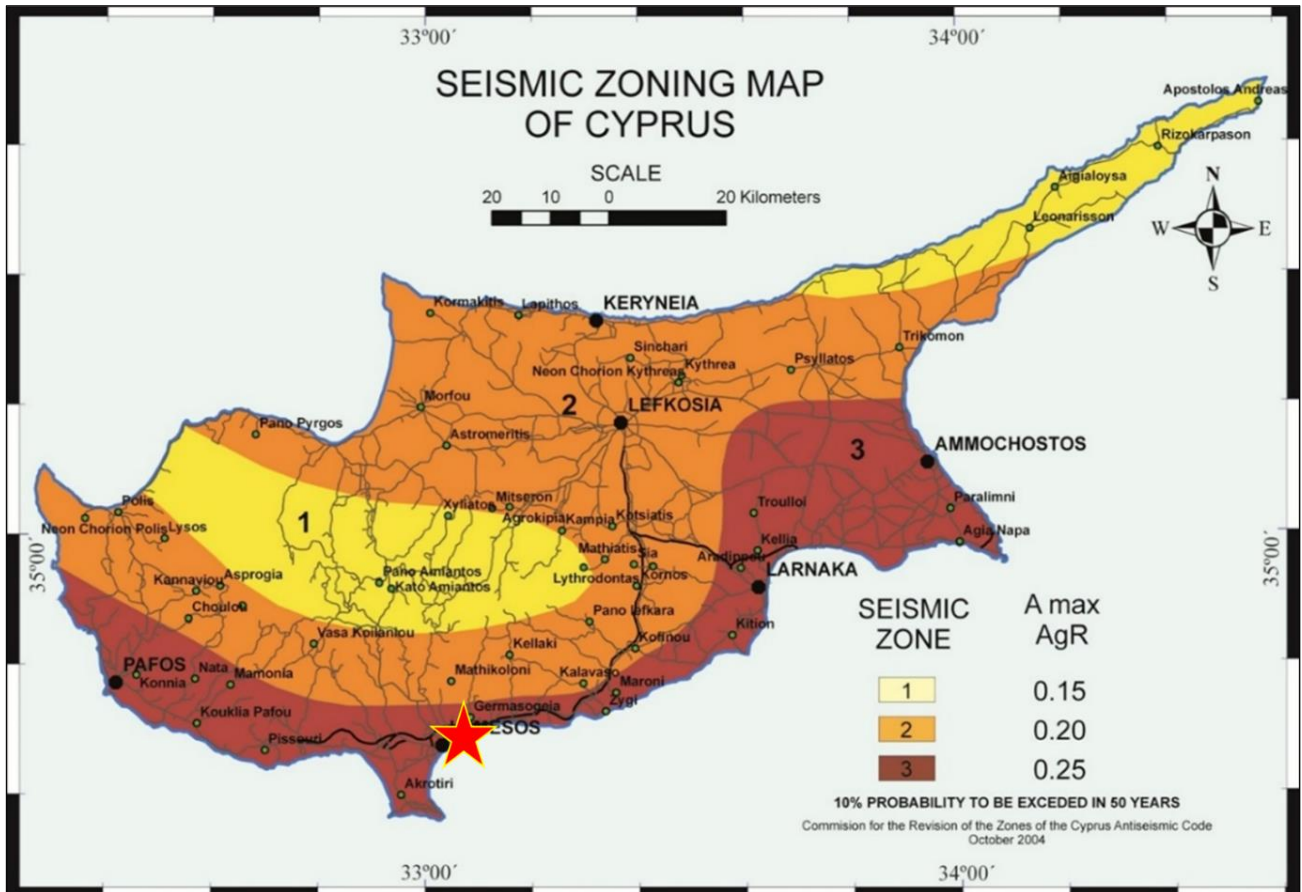 33º00´
34º00´
SEISMIC ZONING MAP
OF CYPRUS
SCALE
20 10 0 20 Kilometers
N
W E
S
Apostolos Andreas
Rizokarpason
Aigialoysa
Leonarisson
KERYNEIA
Kormakitis
Lapithos
Trikomon
Sinchari
Kythrea
Neon Chorion Kythreas
Psyllatos
Morfou
2
LEFKOSIA
Pano Pyrgos
Astromeritis
3
AMMOCHOSTOS
Polis
Neon Chorion Polis
Lysos
1
Xyliatos
Mitseron
Agrokipia
Kampia
Kotsiatis
Troulloi
Paralimni
Agia Napa
Kellia
Aradippou
LARNAKA
Mathiatis
Sia
Lythrodontas
Kornos
Pano Amiantos
Kato Amiantos
Kannaviou
Asprogia
Choulou
Pano lefkara
Kition
Vasa Koilaniou
Kellaki
Kofinou
PAFOS
Konnia
Nata
Mamonia
Mathikoloni
Kalavasos
Maroni
Zygi
Kouklia Pafou
Germasogeia
MESOS
Pissouri
Akrotiri
35º00´
35º00´
SEISMIC
ZONE
A max
AgR
1 0.15
2 0.20
3 0.25
10% PROBABILITY TO BE EXCEDED IN 50 YEARS
Commision for the Revision of the Zones of the Cyprus Antiseismic Code
October 2004
33º00´
34º00´